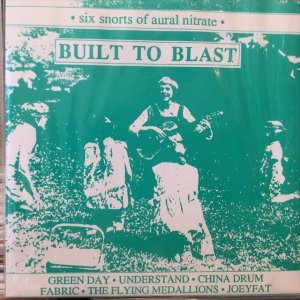 • six snorts of aural nitrate •
BUILT TO BLAST
GREEN DAY • UNDERSTAND • CHINA DRUM
FABRIC • THE FLYING MEDALLIONS • JOEYFAT